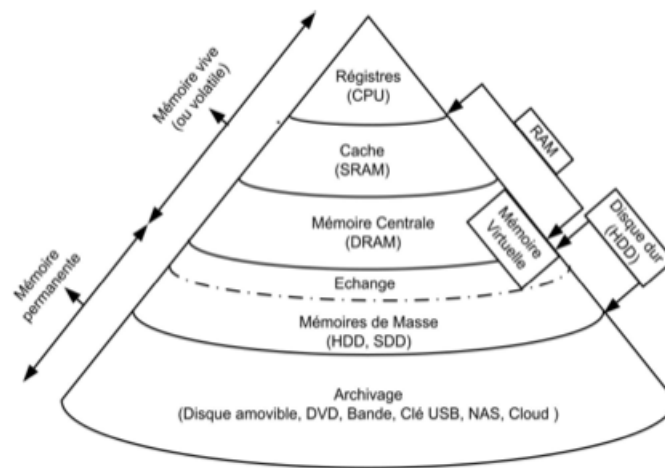 Mémoire vive
(ou volatile)
Mémoire
permanente
Régistres
(CPU)
Cache
(SRAM)
Mémoire Centrale
(DRAM)
Echange
Mémoires de Masse
(HDD, SDD)
Archivage
(Disque amovible, DVD, Bande, Clé USB, NAS, Cloud )
RAM
Mémoire
Virtuelle
Disque dur
(HDD)